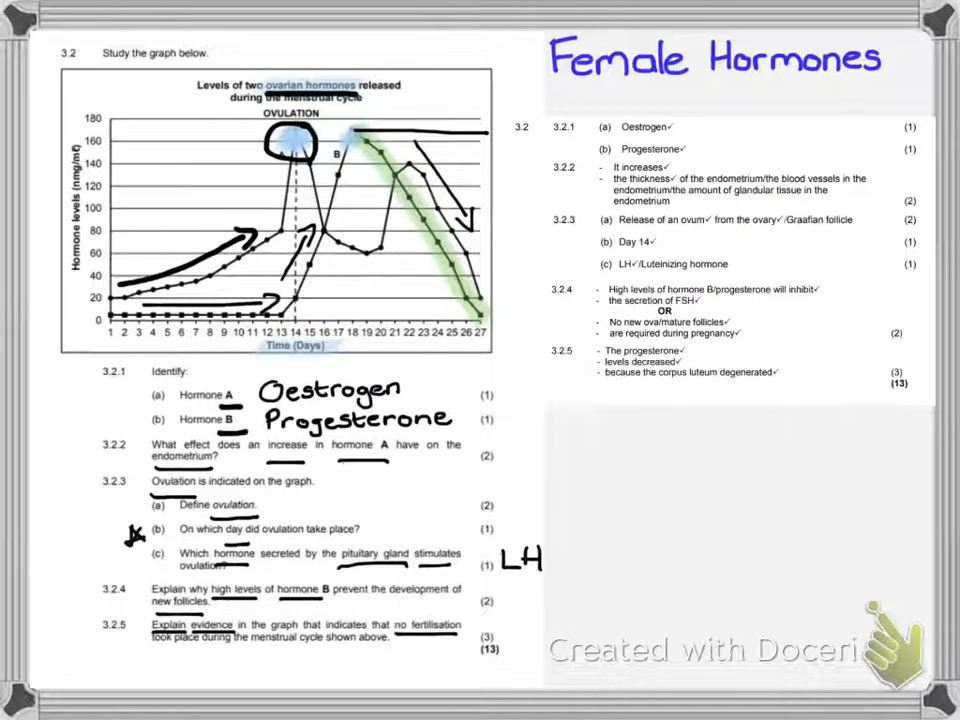 Female Hormones
3.2 Study the graph below.
Levels of two ovarian hormones released
during the menstrual cycle
OVULATION
180
160
140
120
100
80
60
40
20
0
Hormone levels (nmg/mℓ)
B
1 2 3 4 5 6 7 8 9 10 11 12 13 14 15 16 17 18 19 20 21 22 23 24 25 26 27
Time (Days)
3.2.1 Identify:
(a) Hormone A Oestrogen (1)
(b) Hormone B Progesterone (1)
3.2.2 What effect does an increase in hormone A have on the
endometrium? (2)
3.2.3 Ovulation is indicated on the graph.
(a) Define ovulation. (2)
(b) On which day did ovulation take place? (1)
(c) Which hormone secreted by the pituitary gland stimulates
ovulation? (1) LH
3.2.4 Explain why high levels of hormone B prevent the development of
new follicles. (2)
3.2.5 Explain evidence in the graph that indicates that no fertilisation
took place during the menstrual cycle shown above. (3)
(13)
3.2 3.2.1 (a) Oestrogen✓ (1)
(b) Progesterone✓ (1)
3.2.2 - It increases✓
- the thickness✓ of the endometrium/the blood vessels in the
endometrium/the amount of glandular tissue in the
endometrium (2)
3.2.3 (a) Release of an ovum✓ from the ovary✓/Graafian follicle (2)
(b) Day 14✓ (1)
(c) LH✓/Luteinizing hormone (1)
3.2.4 - High levels of hormone B/progesterone will inhibit✓
- the secretion of FSH✓
OR
- No new ova/mature follicles✓
- are required during pregnancy✓ (2)
3.2.5 - The progesterone✓
- levels decreased✓
- because the corpus luteum degenerated✓ (3)
(13)
Created with Doceri